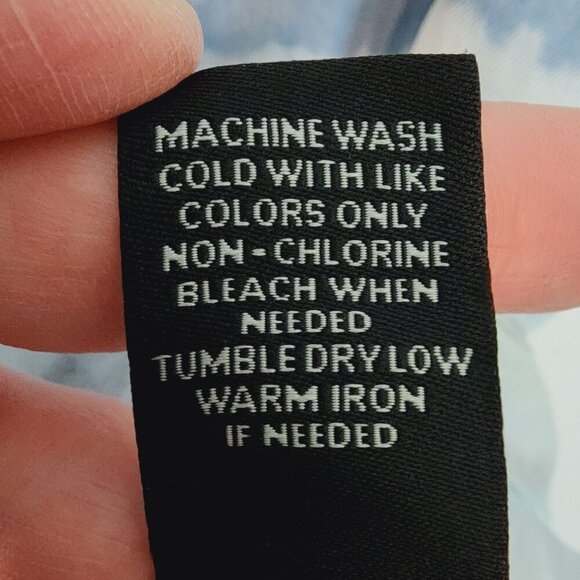 MACHINE WASH
COLD WITH LIKE
COLORS ONLY
NON-CHLORINE
BLEACH WHEN
NEEDED
TUMBLE DRY LOW
WARM IRON
IF NEEDED